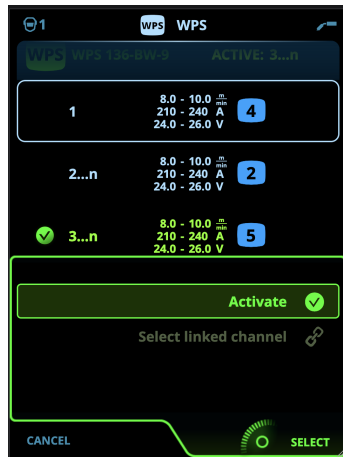 1 WPS WPS
WPS WPS 136-BW-9 ACTIVE: 3...n
8.0 - 10.0 m/min
1 210 - 240 A 4
24.0 - 26.0 V
8.0 - 10.0 m/min
2...n 210 - 240 A 2
24.0 - 26.0 V
8.0 - 10.0 m/min
3...n 210 - 240 A 5
24.0 - 26.0 V
Activate
Select linked channel
CANCEL SELECT